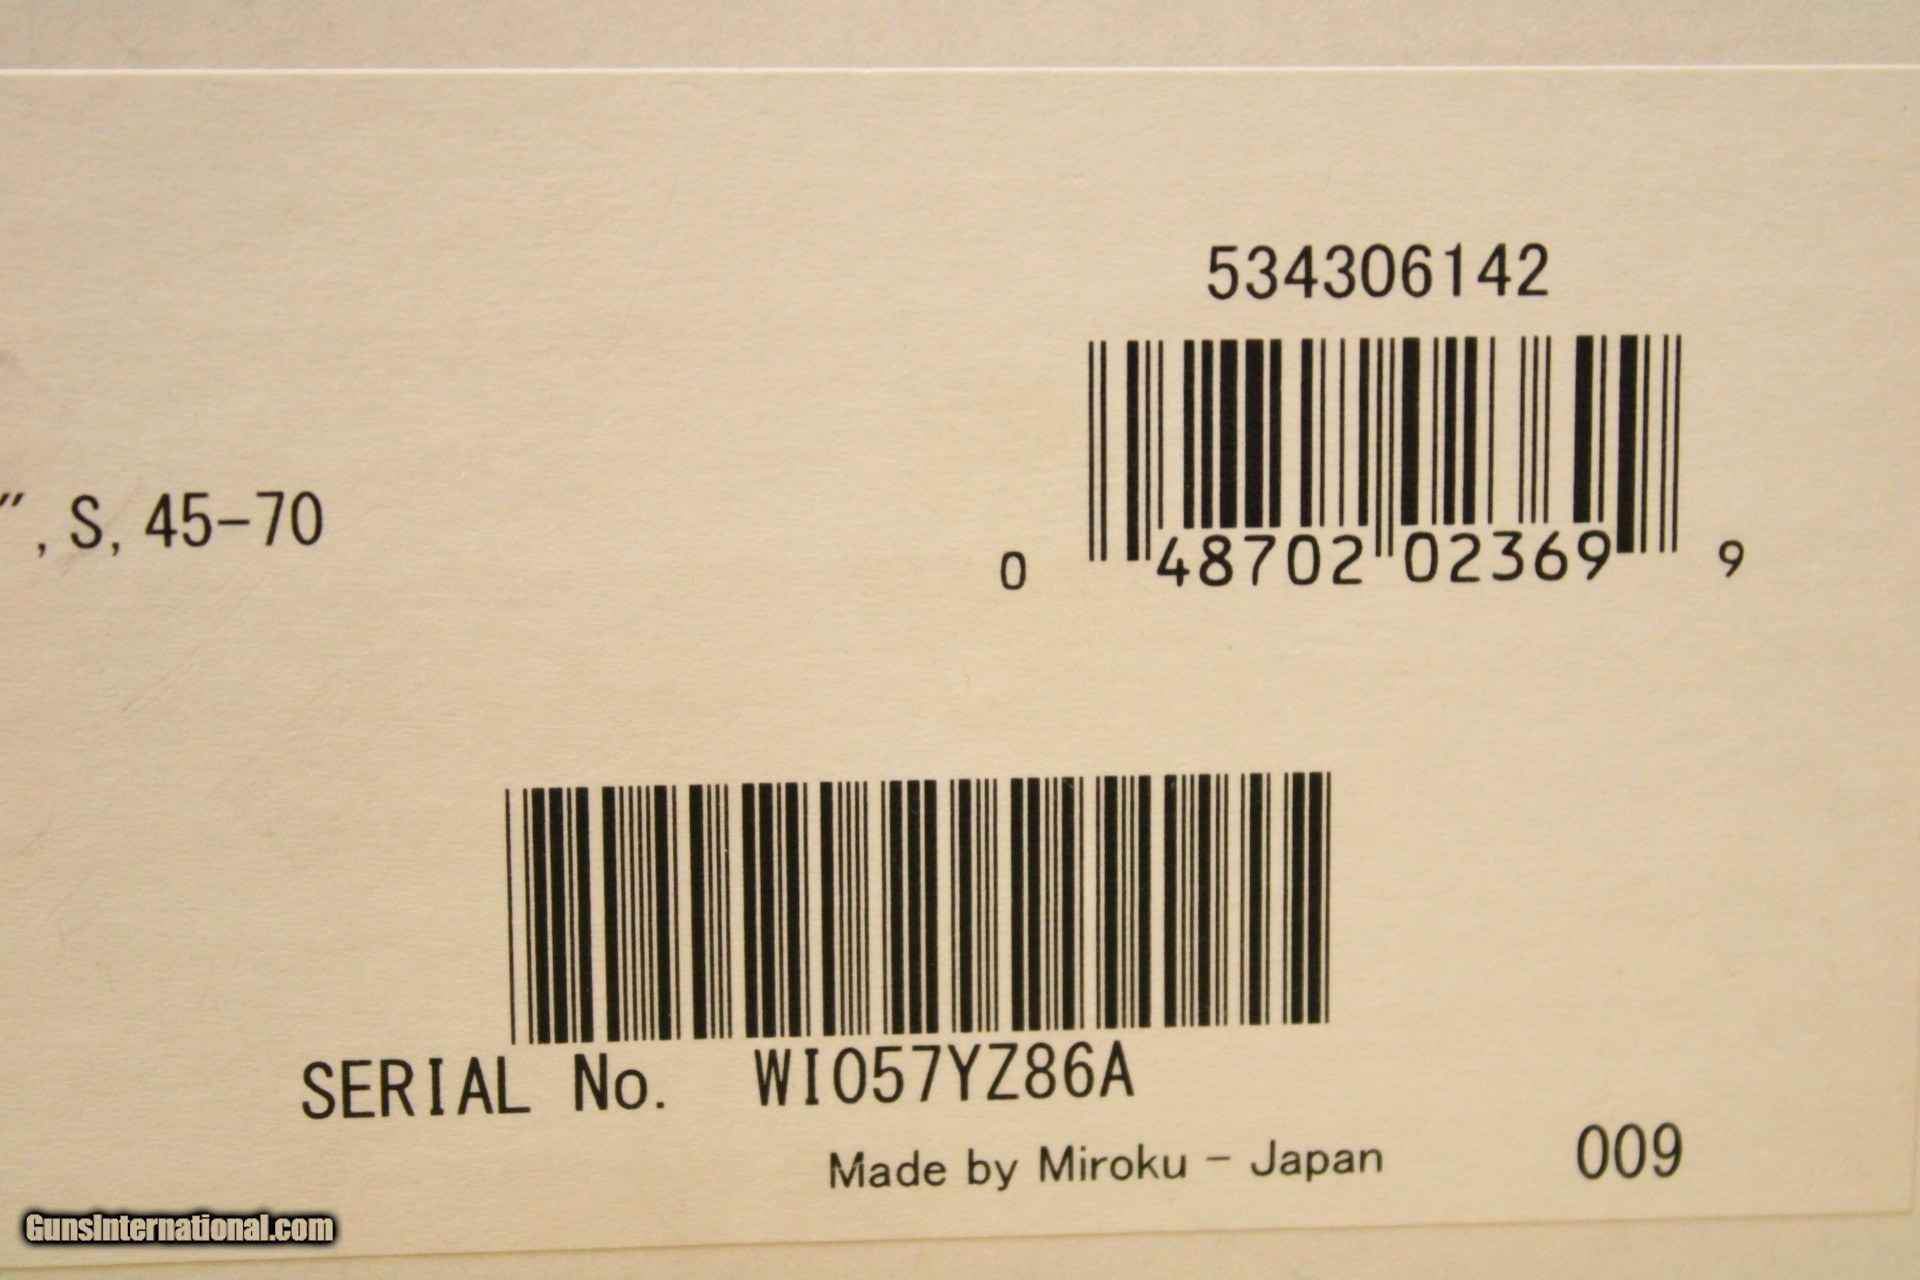 534306142
", S, 45-70
0 48702 02369 9
SERIAL No. WI057YZ86A
Made by Miroku - Japan
009
GunsInternational.com